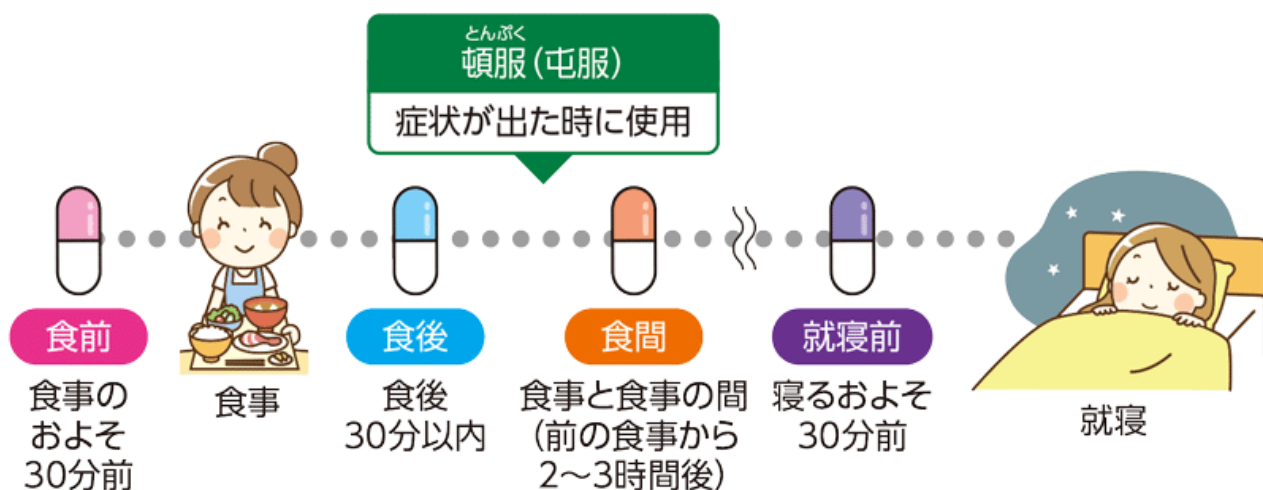 とんぷく
頓服(屯服)
症状が出た時に使用
食前
食事の
およそ
30分前
食事
食後
食後
30分以内
食間
食事と食事の間
(前の食事から
2〜3時間後)
就寝前
寝るおよそ
30分前
就寝